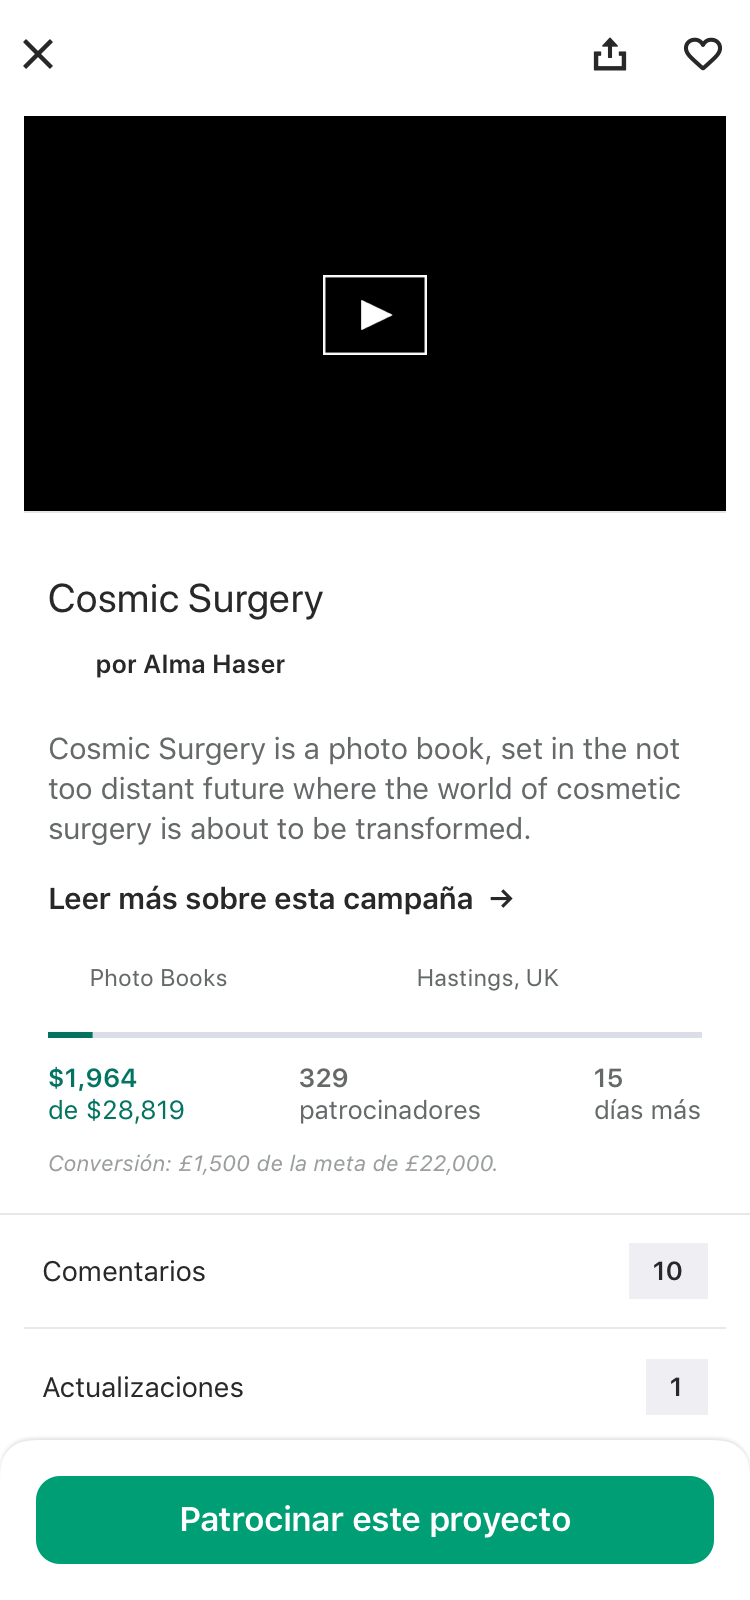 Cosmic Surgery
por Alma Haser
Cosmic Surgery is a photo book, set in the not
too distant future where the world of cosmetic
surgery is about to be transformed.
Leer más sobre esta campaña →
Photo Books
Hastings, UK
$1,964
de $28,819
329
patrocinadores
15
días más
Conversión: £1,500 de la meta de £22,000.
Comentarios
10
Actualizaciones
1
Patrocinar este proyecto